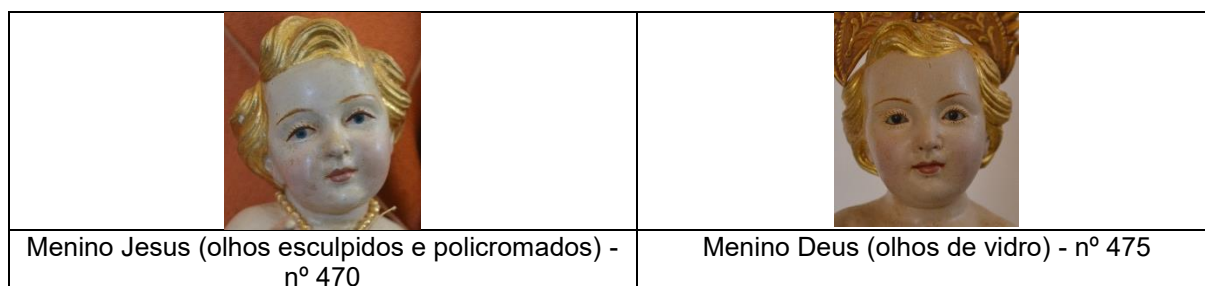 Menino Jesus (olhos esculpidos e policromados) -
nº 470
Menino Deus (olhos de vidro) - nº 475